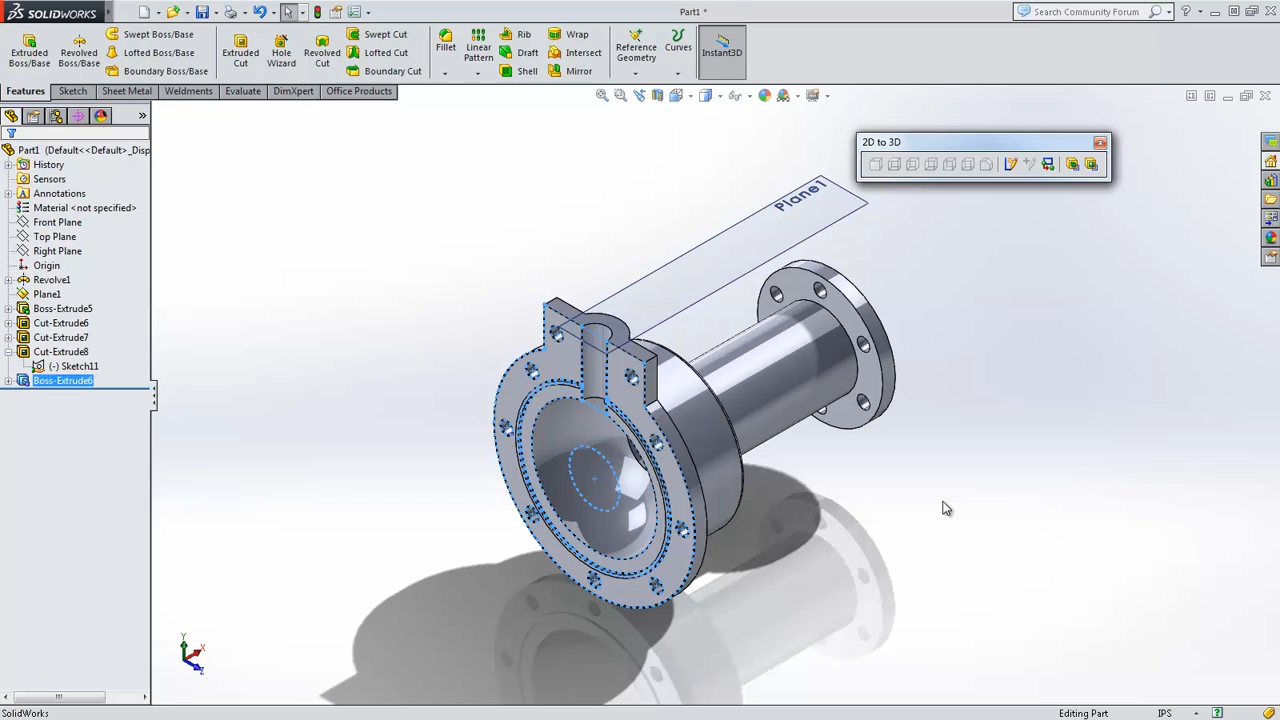 SOLIDWORKS
Part1 *
Search Community Forum
Extruded Boss/Base
Revolved Boss/Base
Swept Boss/Base
Lofted Boss/Base
Boundary Boss/Base
Extruded Cut
Hole Wizard
Revolved Cut
Swept Cut
Lofted Cut
Boundary Cut
Fillet
Linear Pattern
Rib
Draft
Shell
Wrap
Intersect
Mirror
Reference Geometry
Curves
Instant3D
Features
Sketch
Sheet Metal
Weldments
Evaluate
DimXpert
Office Products
2D to 3D
Part1 (Default<<Default>_Disp
History
Sensors
Annotations
Material <not specified>
Front Plane
Top Plane
Right Plane
Origin
Revolve1
Plane1
Boss-Extrude5
Cut-Extrude6
Cut-Extrude7
Cut-Extrude8
(-) Sketch11
Boss-Extrude6
Plane1
Y
X
Z
SolidWorks
Editing Part
IPS